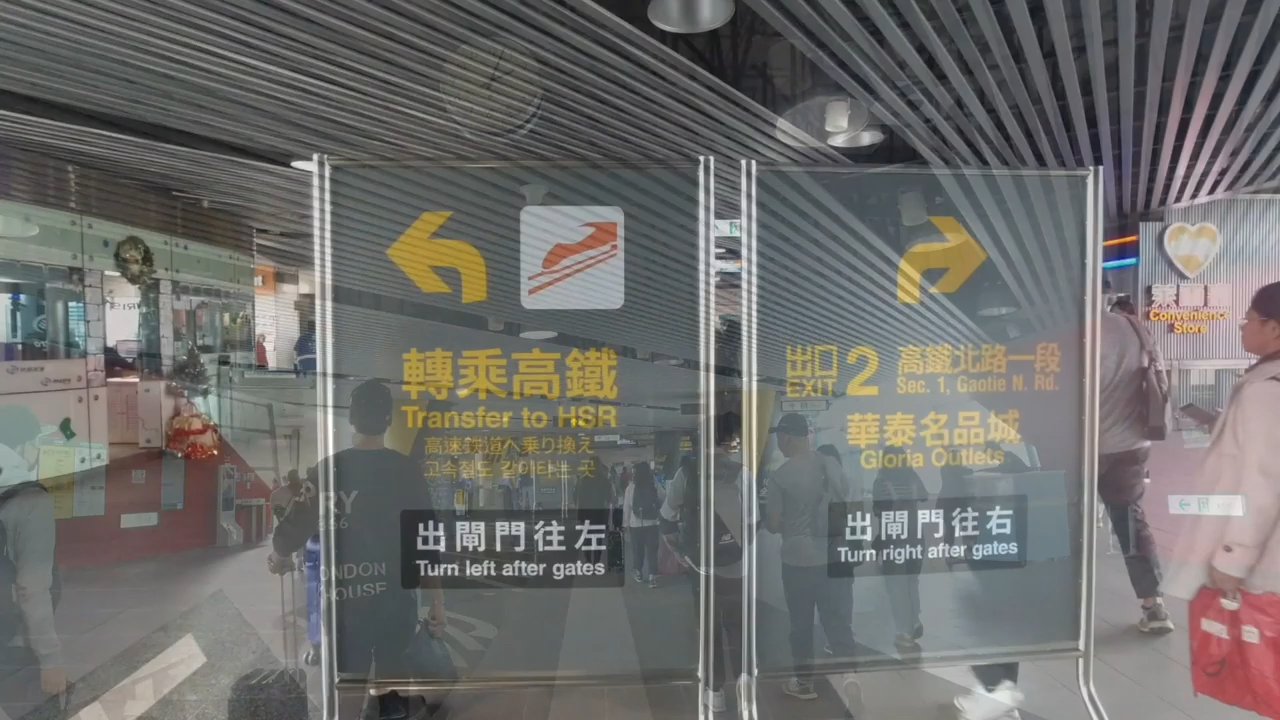 轉乘高鐵
Transfer to HSR
高速鉄道へ乗り換え
고속철도 갈아타는 곳
出閘門往左
Turn left after gates
出口 EXIT 2
高鐵北路一段
Sec. 1, Gaotie N. Rd.
華泰名品城
Gloria Outlets
出閘門往右
Turn right after gates
Convenience
Store
RY
ONDON
HOUSE